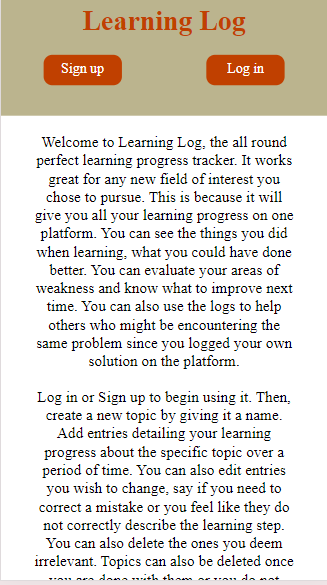 Learning Log
Sign up
Log in
Welcome to Learning Log, the all round
perfect learning progress tracker. It works
great for any new field of interest you
chose to pursue. This is because it will
give you all your learning progress on one
platform. You can see the things you did
when learning, what you could have done
better. You can evaluate your areas of
weakness and know what to improve next
time. You can also use the logs to help
others who might be encountering the
same problem since you logged your own
solution on the platform.
Log in or Sign up to begin using it. Then,
create a new topic by giving it a name.
Add entries detailing your learning
progress about the specific topic over a
period of time. You can also edit entries
you wish to change, say if you need to
correct a mistake or you feel like they do
not correctly describe the learning step.
You can also delete the ones you deem
irrelevant. Topics can also be deleted once
you are done with them or you do not